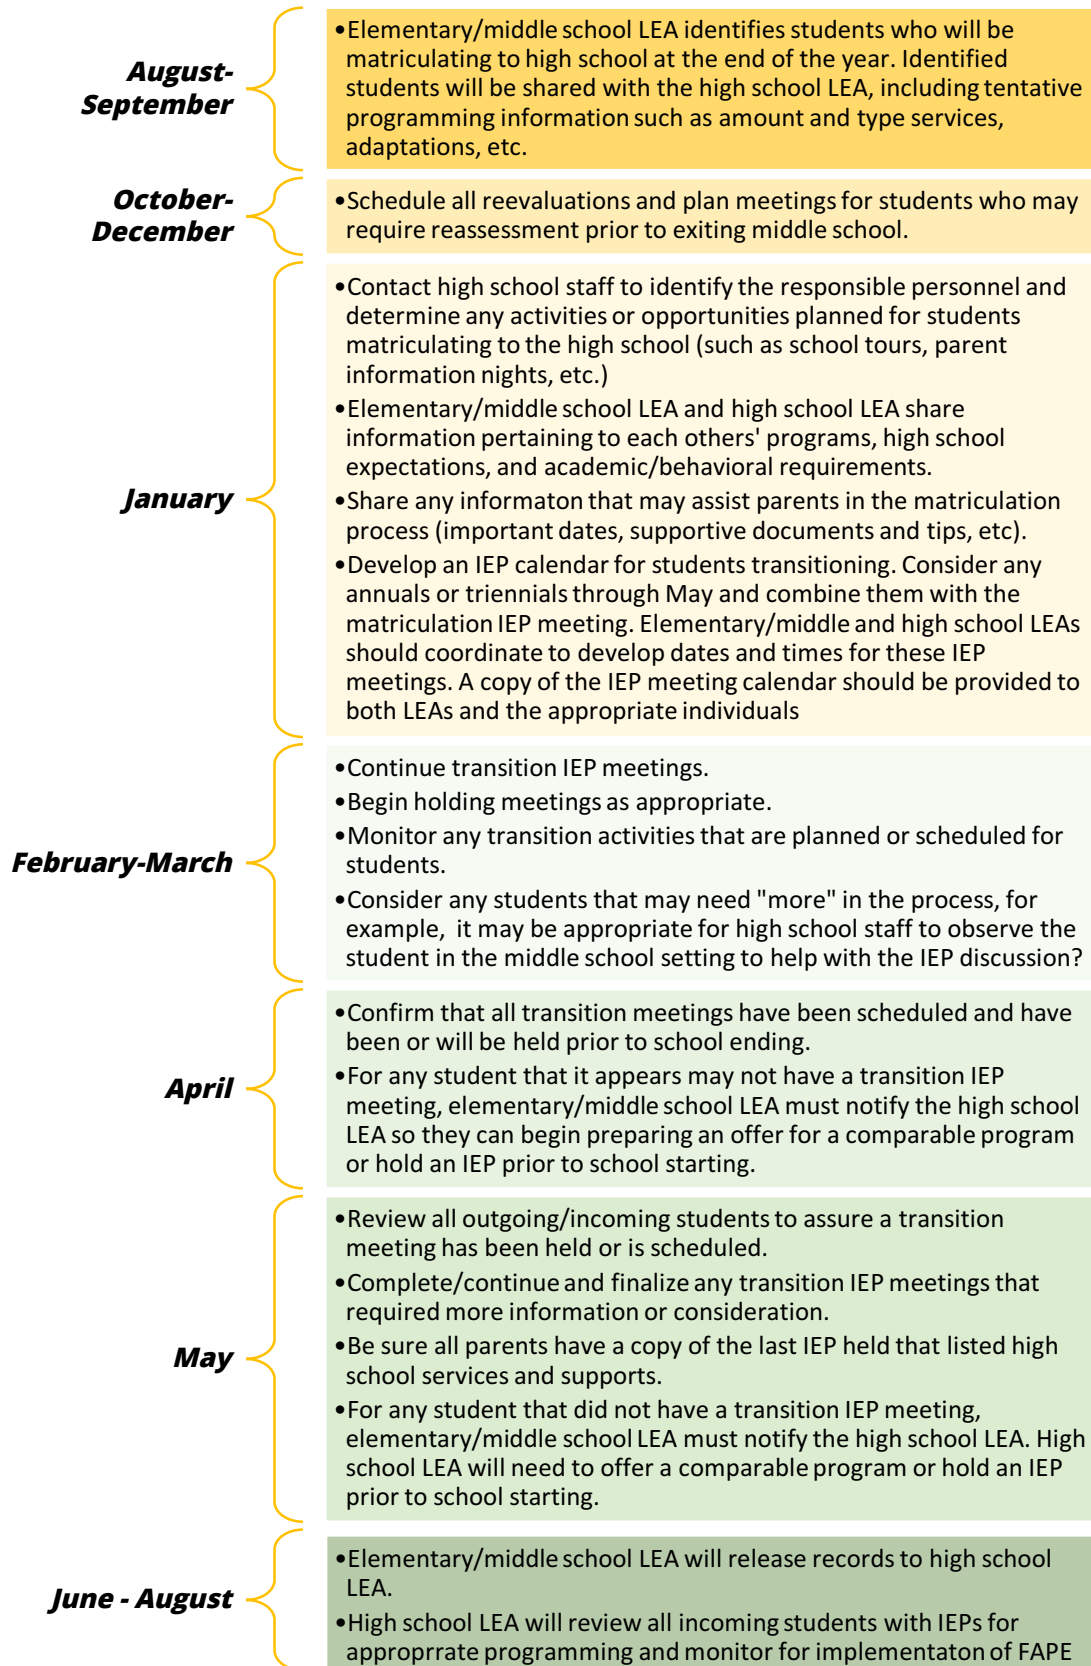 August-
September
•Elementary/middle school LEA identifies students who will be
matriculating to high school at the end of the year. Identified
students will be shared with the high school LEA, including tentative
programming information such as amount and type services,
adaptations, etc.
October-
December
•Schedule all reevaluations and plan meetings for students who may
require reassessment prior to exiting middle school.
January
•Contact high school staff to identify the responsible personnel and
determine any activities or opportunities planned for students
matriculating to the high school (such as school tours, parent
information nights, etc.)
•Elementary/middle school LEA and high school LEA share
information pertaining to each others' programs, high school
expectations, and academic/behavioral requirements.
•Share any informaton that may assist parents in the matriculation
process (important dates, supportive documents and tips, etc).
•Develop an IEP calendar for students transitioning. Consider any
annuals or triennials through May and combine them with the
matriculation IEP meeting. Elementary/middle and high school LEAs
should coordinate to develop dates and times for these IEP
meetings. A copy of the IEP meeting calendar should be provided to
both LEAs and the appropriate individuals
February-March
•Continue transition IEP meetings.
•Begin holding meetings as appropriate.
•Monitor any transition activities that are planned or scheduled for
students.
•Consider any students that may need "more" in the process, for
example, it may be appropriate for high school staff to observe the
student in the middle school setting to help with the IEP discussion?
April
•Confirm that all transition meetings have been scheduled and have
been or will be held prior to school ending.
•For any student that it appears may not have a transition IEP
meeting, elementary/middle school LEA must notify the high school
LEA so they can begin preparing an offer for a comparable program
or hold an IEP prior to school starting.
May
•Review all outgoing/incoming students to assure a transition
meeting has been held or is scheduled.
•Complete/continue and finalize any transition IEP meetings that
required more information or consideration.
•Be sure all parents have a copy of the last IEP held that listed high
school services and supports.
•For any student that did not have a transition IEP meeting,
elementary/middle school LEA must notify the high school LEA. High
school LEA will need to offer a comparable program or hold an IEP
prior to school starting.
June - August
•Elementary/middle school LEA will release records to high school
LEA.
•High school LEA will review all incoming students with IEPs for
approprrate programming and monitor for implementaton of FAPE